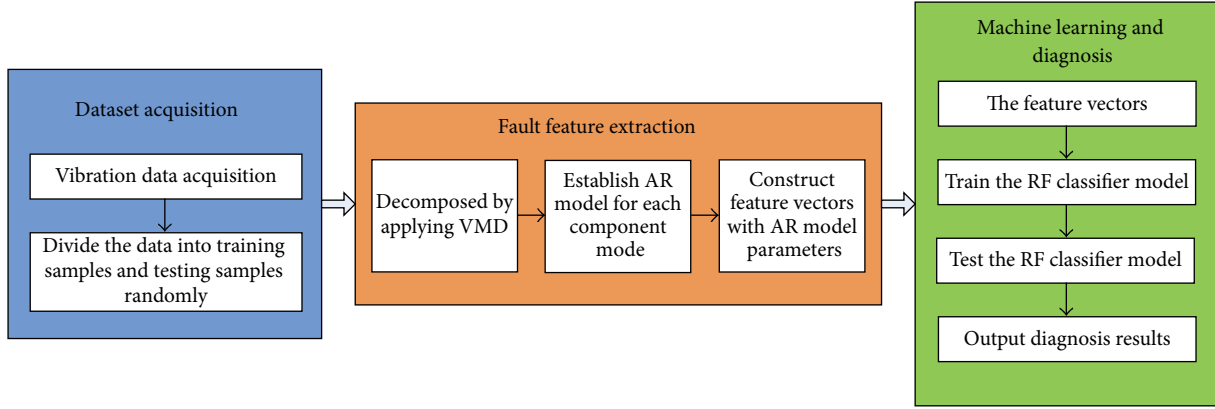 Dataset acquisition
Vibration data acquisition
Divide the data into training
samples and testing samples
randomly
Fault feature extraction
Decomposed by
applying VMD
Establish AR
model for each
component
mode
Construct
feature vectors
with AR model
parameters
Machine learning and
diagnosis
The feature vectors
Train the RF classifier model
Test the RF classifier model
Output diagnosis results